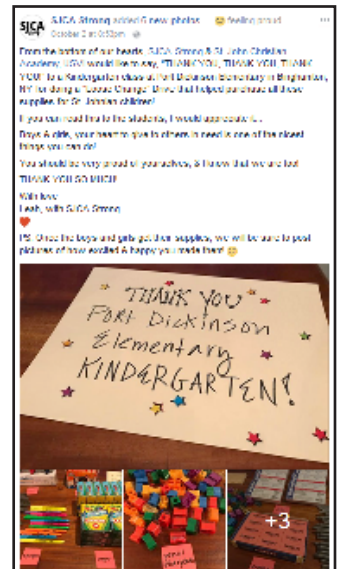 SJCA
Strong
SJCA Strong added 6 new photos feeling proud
October 2 at 8:53pm
From the bottom of our hearts, SJCA Strong & St. John Christian
Academy, USVI would like to say, "THANK YOU, THANK YOU, THANK
YOU!" to a Kindergarten class at Port Dickinson Elementary in Binghamton,
NY for doing a "Loose Change" Drive that helped purchase all these
supplies for St. Johnian children!
If you can read this to the students, I would appreciate it...
Boys & girls, your heart to give to others in need is one of the nicest
things you can do!
You should be very proud of yourselves, & know that we are too!
THANK YOU SO MUCH!
With love
Leah, with SJCA Strong
PS. Once the boys and girls get their supplies, we will be sure to post
pictures of how excited & happy you made them!
THANK YOU
PORT Dickinson
Elementary
KINDERGARTEN!
+3